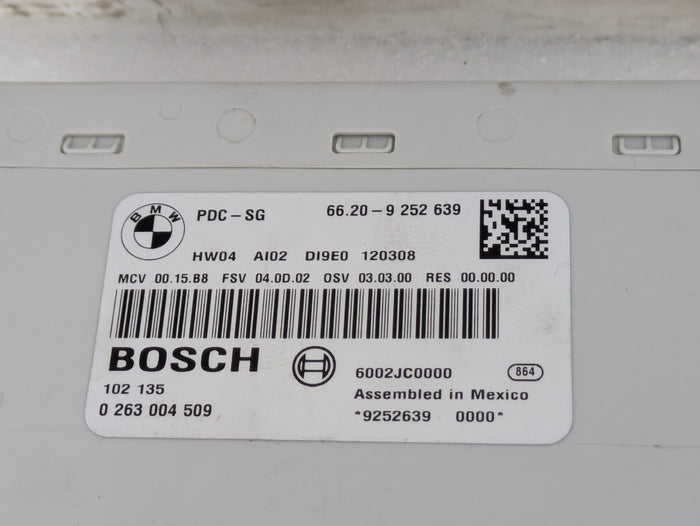 BMW
PDC-SG 66.20-9 252 639
HW04 AI02 DI9E0 120308
MCV 00.15.B8 FSV 04.0D.02 OSV 03.03.00 RES 00.00.00
BOSCH
6002JC0000 864
102 135
Assembled in Mexico
0 263 004 509
*9252639 0000*